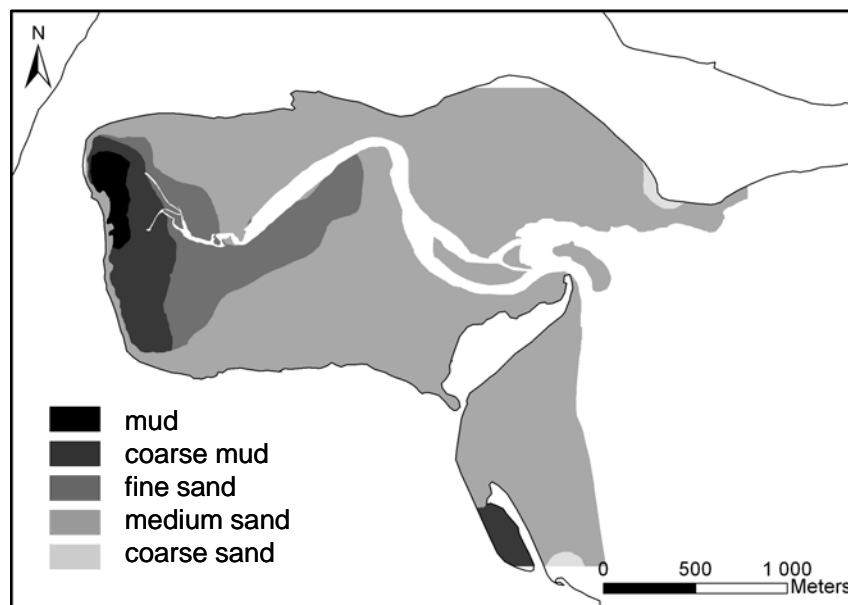 N
mud
coarse mud
fine sand
medium sand
coarse sand
0 500 1 000
Meters